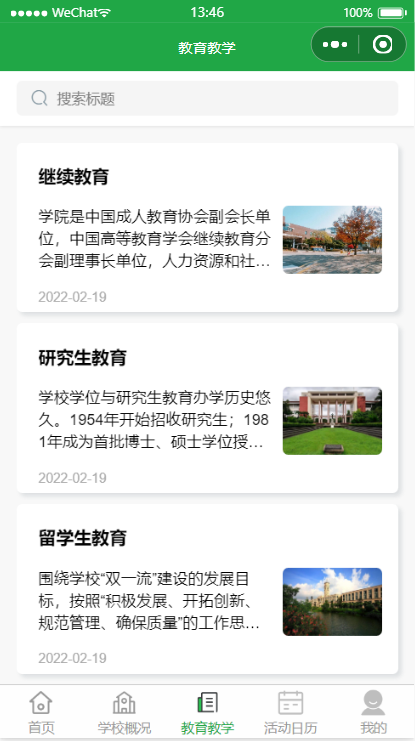 WeChat 13:46 100%
教育教学
搜索标题
继续教育
学院是中国成人教育协会副会长单
位，中国高等教育学会继续教育分
会副理事长单位，人力资源和社...
2022-02-19
研究生教育
学校学位与研究生教育办学历史悠
久。1954年开始招收研究生；198
1年成为首批博士、硕士学位授...
2022-02-19
留学生教育
围绕学校“双一流”建设的发展目
标，按照“积极发展、开拓创新、
规范管理、确保质量”的工作思...
2022-02-19
首页 学校概况 教育教学 活动日历 我的